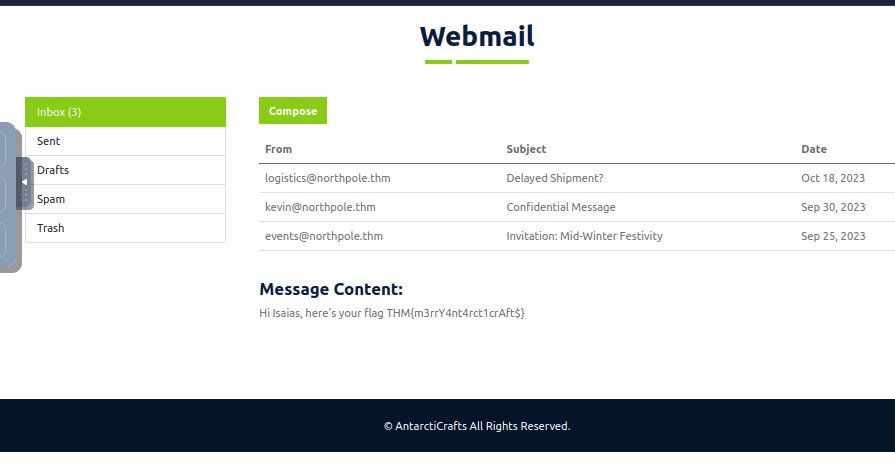 Webmail
Inbox (3)
Sent
Drafts
Spam
Trash
Compose
From Subject Date
logistics@northpole.thm Delayed Shipment? Oct 18, 2023
kevin@northpole.thm Confidential Message Sep 30, 2023
events@northpole.thm Invitation: Mid-Winter Festivity Sep 25, 2023
Message Content:
Hi Isaias, here's your flag THM{m3rrY4nt4rct1crAft$}
© AntarctiCrafts All Rights Reserved.